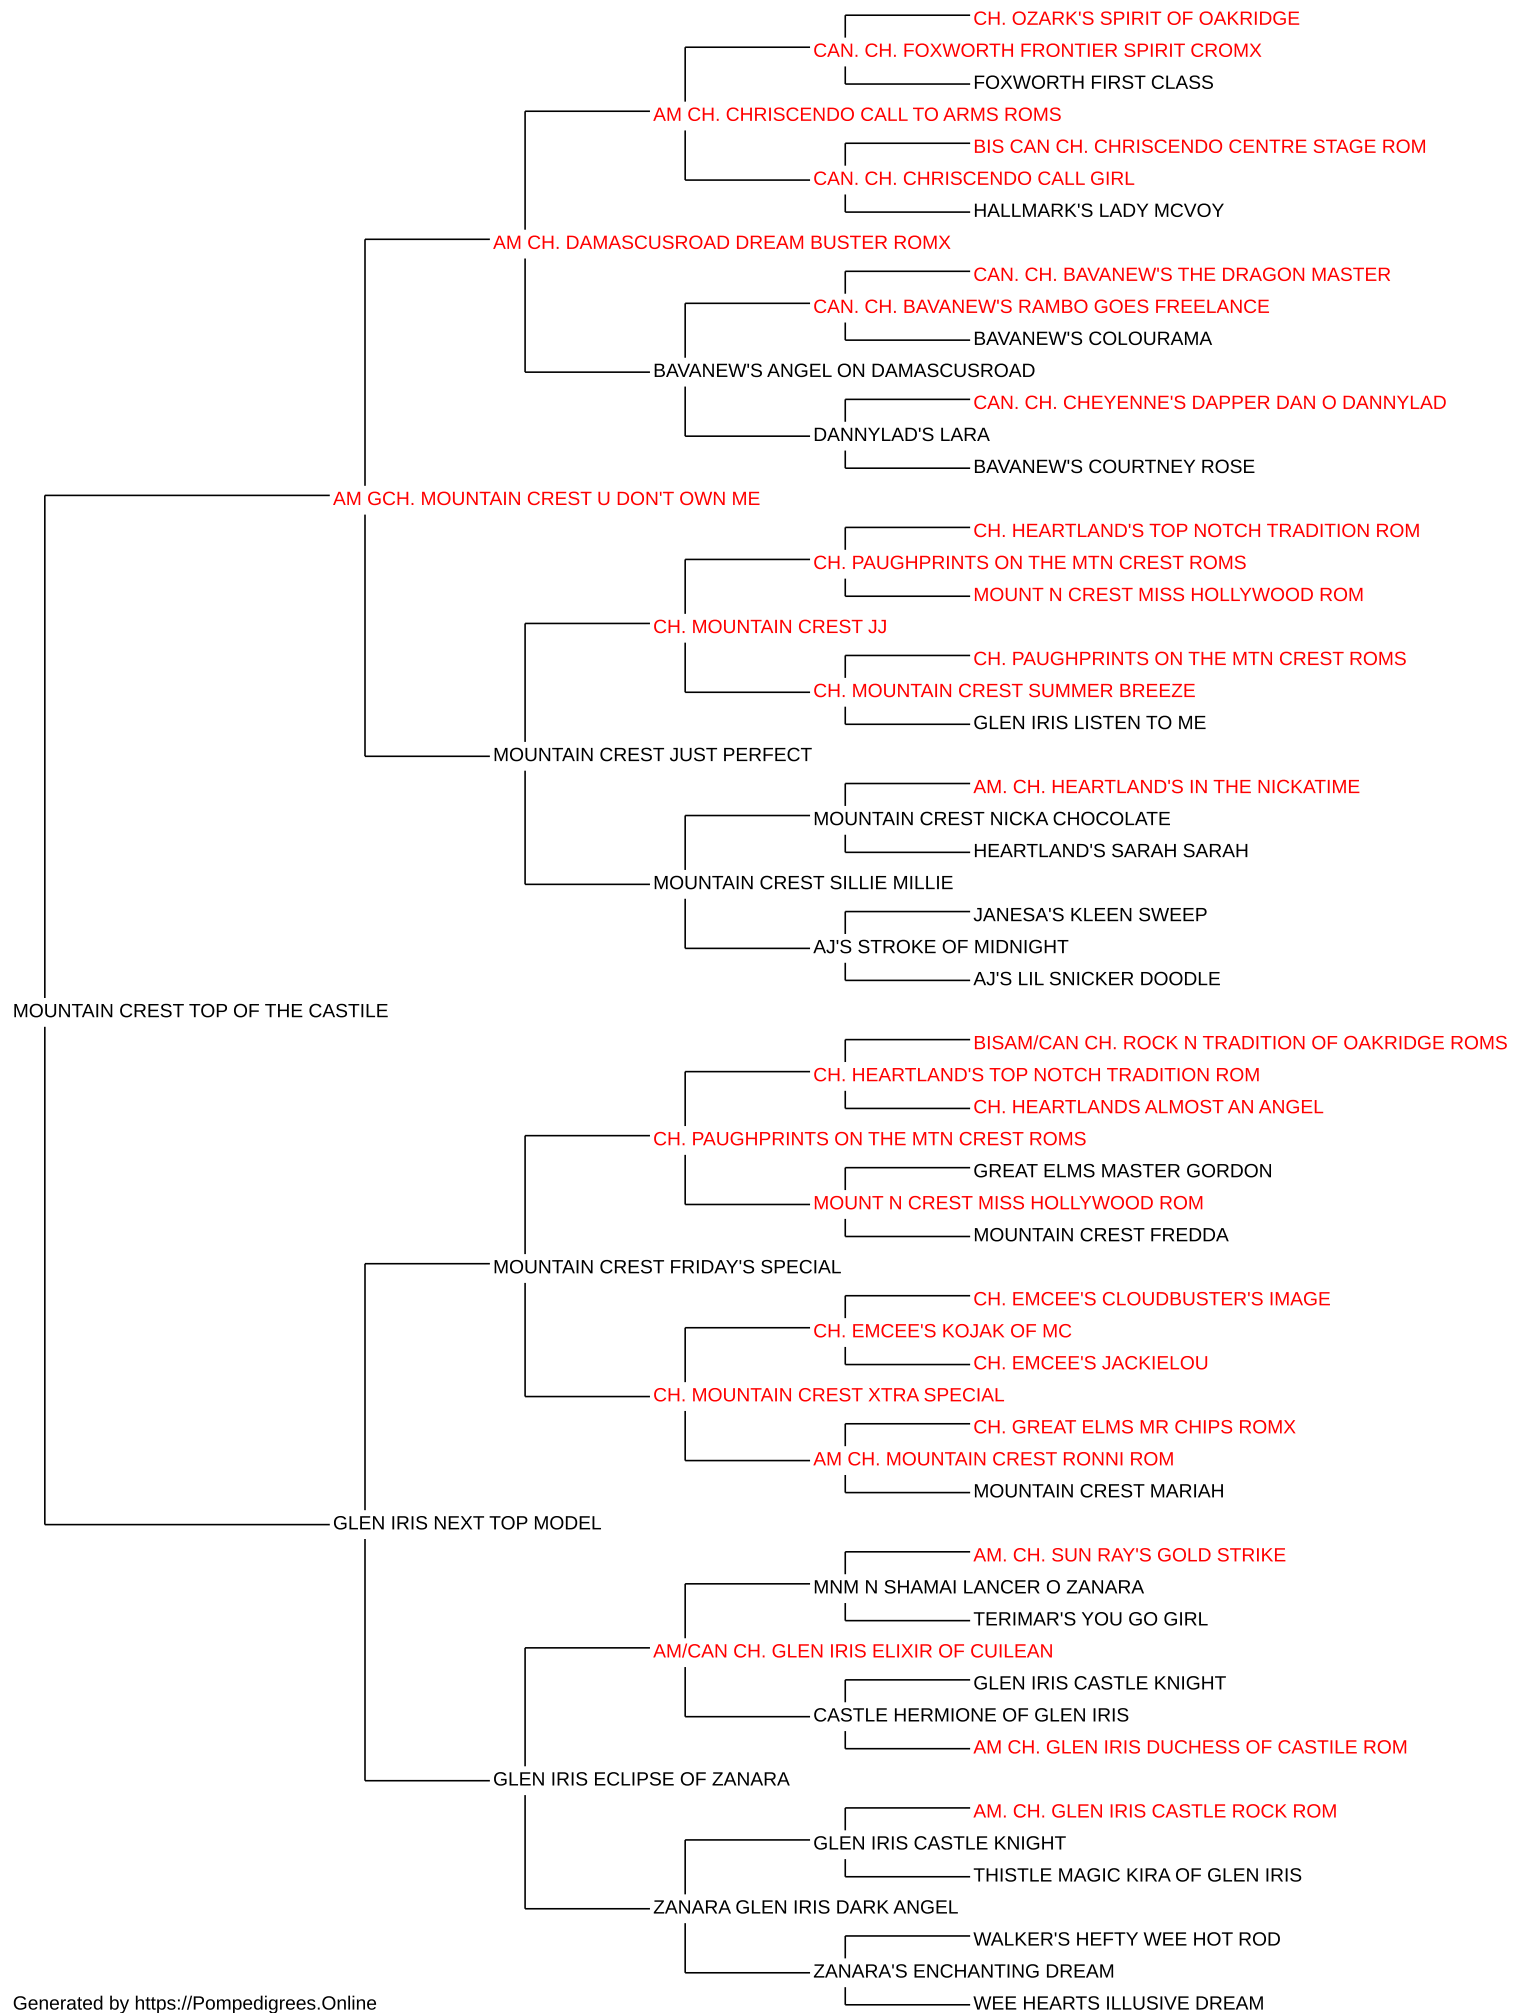 CH. OZARK'S SPIRIT OF OAKRIDGE
CAN. CH. FOXWORTH FRONTIER SPIRIT CROMX
FOXWORTH FIRST CLASS
AM CH. CHRISCENDO CALL TO ARMS ROMS
BIS CAN CH. CHRISCENDO CENTRE STAGE ROM
CAN. CH. CHRISCENDO CALL GIRL
HALLMARK'S LADY MCVOY
AM CH. DAMASCUSROAD DREAM BUSTER ROMX
CAN. CH. BAVANEW'S THE DRAGON MASTER
CAN. CH. BAVANEW'S RAMBO GOES FREELANCE
BAVANEW'S COLOURAMA
BAVANEW'S ANGEL ON DAMASCUSROAD
CAN. CH. CHEYENNE'S DAPPER DAN O DANNYLAD
DANNYLAD'S LARA
BAVANEW'S COURTNEY ROSE
AM GCH. MOUNTAIN CREST U DON'T OWN ME
CH. HEARTLAND'S TOP NOTCH TRADITION ROM
CH. PAUGHPRINTS ON THE MTN CREST ROMS
MOUNT N CREST MISS HOLLYWOOD ROM
CH. MOUNTAIN CREST JJ
CH. PAUGHPRINTS ON THE MTN CREST ROMS
CH. MOUNTAIN CREST SUMMER BREEZE
GLEN IRIS LISTEN TO ME
MOUNTAIN CREST JUST PERFECT
AM. CH. HEARTLAND'S IN THE NICKATIME
MOUNTAIN CREST NICKA CHOCOLATE
HEARTLAND'S SARAH SARAH
MOUNTAIN CREST SILLIE MILLIE
JANESA'S KLEEN SWEEP
AJ'S STROKE OF MIDNIGHT
AJ'S LIL SNICKER DOODLE
MOUNTAIN CREST TOP OF THE CASTILE
BISAM/CAN CH. ROCK N TRADITION OF OAKRIDGE ROMS
CH. HEARTLAND'S TOP NOTCH TRADITION ROM
CH. HEARTLANDS ALMOST AN ANGEL
CH. PAUGHPRINTS ON THE MTN CREST ROMS
GREAT ELMS MASTER GORDON
MOUNT N CREST MISS HOLLYWOOD ROM
MOUNTAIN CREST FREDDA
MOUNTAIN CREST FRIDAY'S SPECIAL
CH. EMCEE'S CLOUDBUSTER'S IMAGE
CH. EMCEE'S KOJAK OF MC
CH. EMCEE'S JACKIELOU
CH. MOUNTAIN CREST XTRA SPECIAL
CH. GREAT ELMS MR CHIPS ROMX
AM CH. MOUNTAIN CREST RONNI ROM
MOUNTAIN CREST MARIAH
GLEN IRIS NEXT TOP MODEL
AM. CH. SUN RAY'S GOLD STRIKE
MNM N SHAMAI LANCER O ZANARA
TERIMAR'S YOU GO GIRL
AM/CAN CH. GLEN IRIS ELIXIR OF CUILEAN
GLEN IRIS CASTLE KNIGHT
CASTLE HERMIONE OF GLEN IRIS
AM CH. GLEN IRIS DUCHESS OF CASTILE ROM
GLEN IRIS ECLIPSE OF ZANARA
AM. CH. GLEN IRIS CASTLE ROCK ROM
GLEN IRIS CASTLE KNIGHT
THISTLE MAGIC KIRA OF GLEN IRIS
ZANARA GLEN IRIS DARK ANGEL
WALKER'S HEFTY WEE HOT ROD
ZANARA'S ENCHANTING DREAM
WEE HEARTS ILLUSIVE DREAM
Generated by https://Pompedigrees.Online